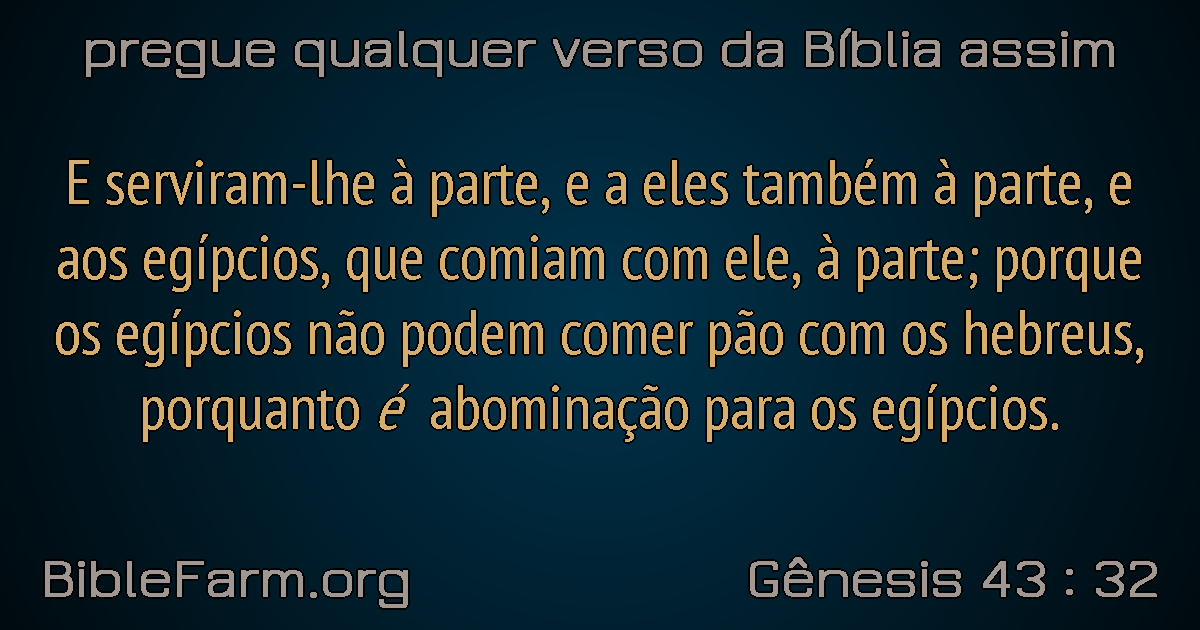 pregue qualquer verso da Bíblia assim
E serviram-lhe à parte, e a eles também à parte, e
aos egípcios, que comiam com ele, à parte; porque
os egípcios não podem comer pão com os hebreus,
porquanto é abominação para os egípcios.
BibleFarm.org
Gênesis 43 : 32